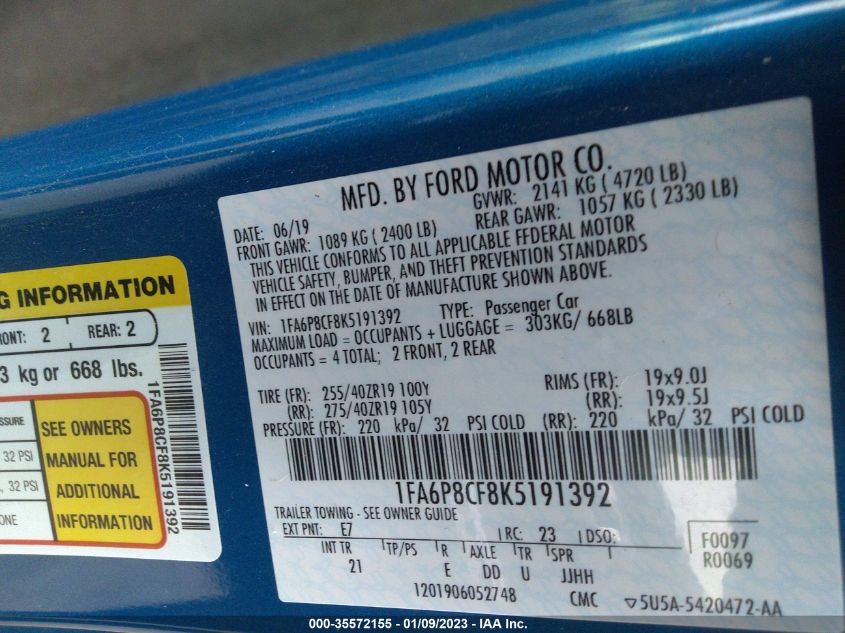 MFD. BY FORD MOTOR CO.
DATE: 06/19 GVWR: 2141 KG ( 4720 LB)
FRONT GAWR: 1089 KG ( 2400 LB) REAR GAWR: 1057 KG ( 2330 LB)
THIS VEHICLE CONFORMS TO ALL APPLICABLE FFDERAL MOTOR
VEHICLE SAFETY, BUMPER, AND THEFT PREVENTION STANDARDS
IN EFFECT ON THE DATE OF MANUFACTURE SHOWN ABOVE.
VIN: 1FA6P8CF8K5191392 TYPE: Passenger Car
MAXIMUM LOAD = OCCUPANTS + LUGGAGE = 303KG/ 668LB
OCCUPANTS = 4 TOTAL; 2 FRONT, 2 REAR
TIRE (FR): 255/40ZR19 100Y RIMS (FR): 19x9.0J
(RR): 275/40ZR19 105Y (RR): 19x9.5J
PRESSURE (FR): 220 kPa/ 32 PSI COLD (RR): 220 kPa/ 32 PSI COLD
1FA6P8CF8K5191392
TRAILER TOWING - SEE OWNER GUIDE
EXT PNT: E7 RC: 23 DSO: F0097
R0069
INT TR TP/PS R AXLE TR SPR
21 E DD U JJHH
1201906052748 CMC ▽5U5A-5420472-AA
G INFORMATION
RONT: 2 REAR: 2
3 kg or 668 lbs.
SSURE SEE OWNERS
32 PSI MANUAL FOR
, 32 PSI ADDITIONAL
ONE INFORMATION
1FA6P8CF8K5191392
000-35572155 - 01/09/2023 - IAA Inc.